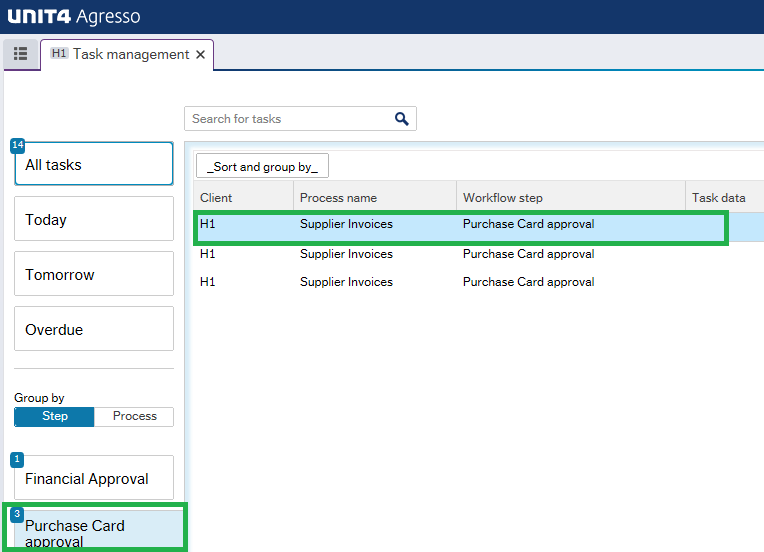 UNIT4 Agresso
H1 Task management ×
Search for tasks
14
All tasks
Today
Tomorrow
Overdue
Group by
Step Process
1
Financial Approval
3
Purchase Card
approval
_Sort and group by_
Client Process name Workflow step Task data
H1 Supplier Invoices Purchase Card approval
H1 Supplier Invoices Purchase Card approval
H1 Supplier Invoices Purchase Card approval